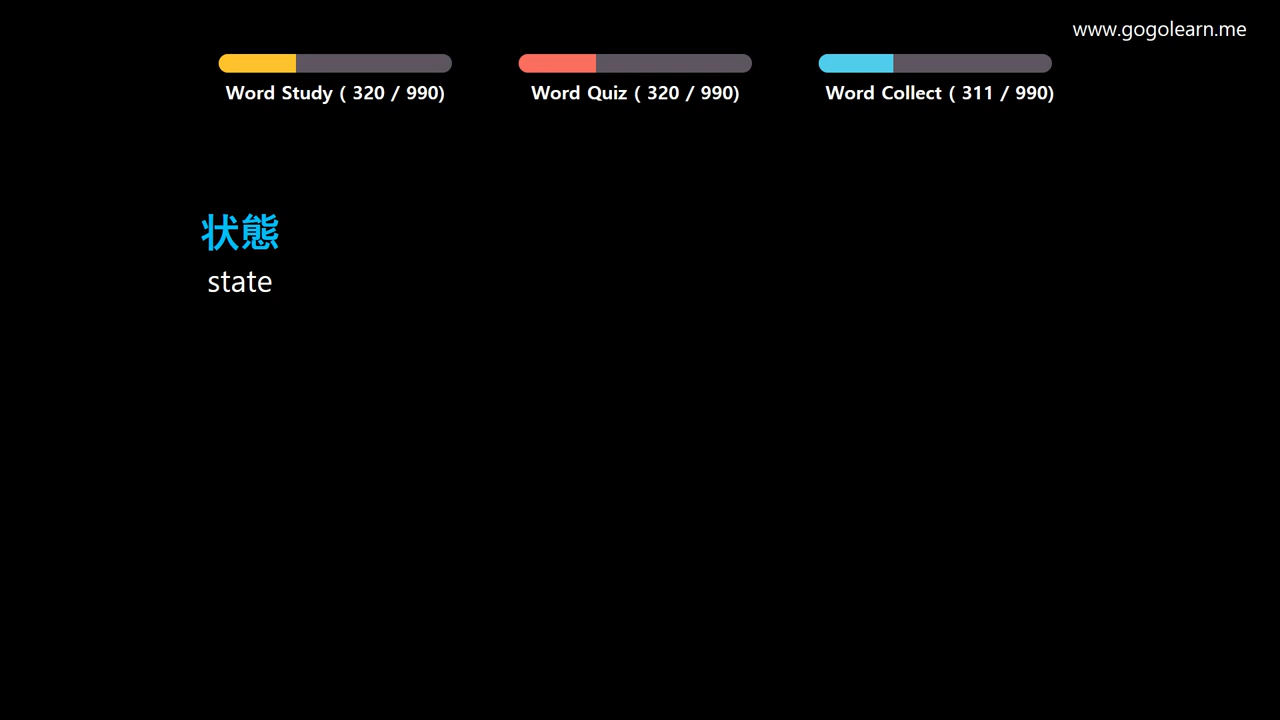 www.gogolearn.me
Word Study ( 320 / 990)
Word Quiz ( 320 / 990)
Word Collect ( 311 / 990)
状態
state